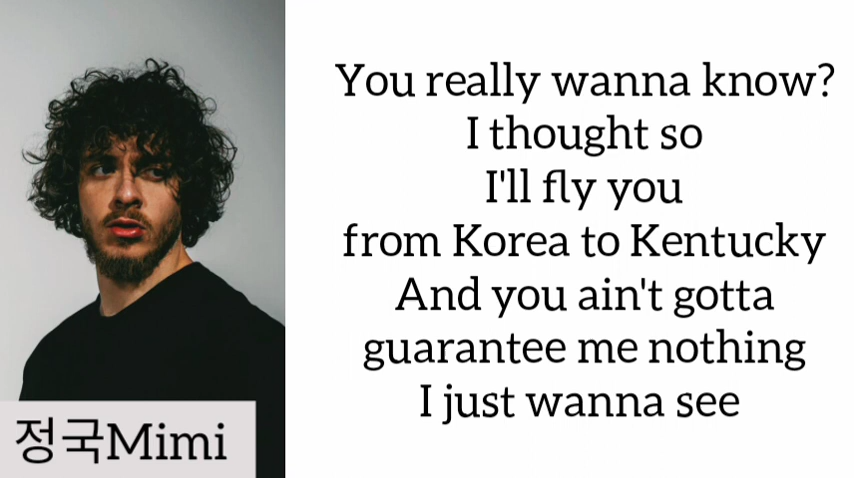 You really wanna know?
I thought so
I'll fly you
from Korea to Kentucky
And you ain't gotta
guarantee me nothing
I just wanna see
정국Mimi